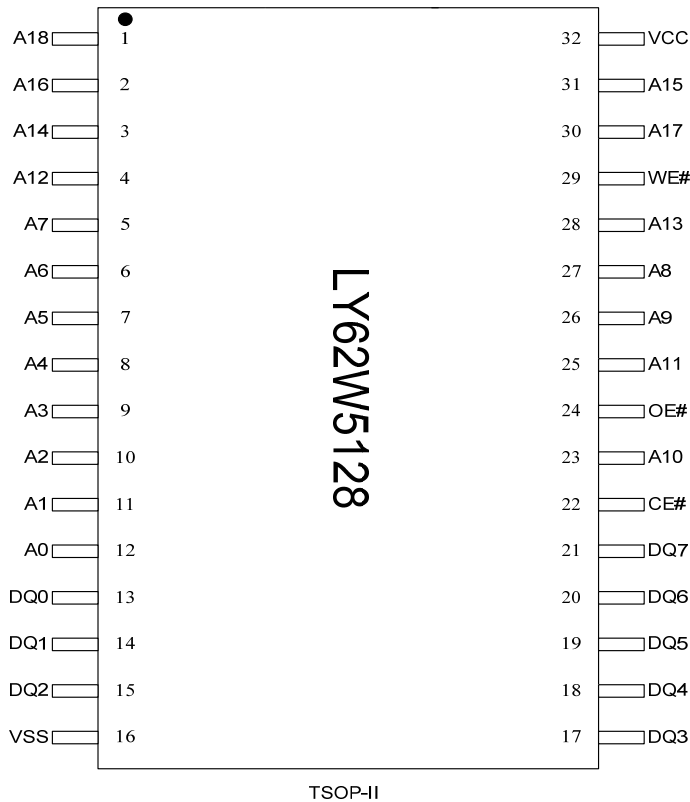 A18 1 32 VCC
A16 2 31 A15
A14 3 30 A17
A12 4 29 WE#
A7 5 28 A13
A6 6 27 A8
A5 7 26 A9
A4 8 25 A11
A3 9 24 OE#
A2 10 23 A10
A1 11 22 CE#
A0 12 21 DQ7
DQ0 13 20 DQ6
DQ1 14 19 DQ5
DQ2 15 18 DQ4
VSS 16 17 DQ3
LY62W5128
TSOP-II